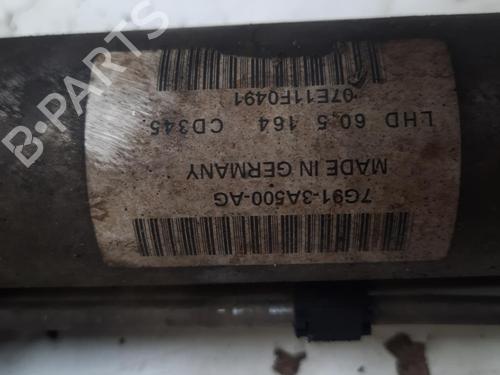 7G91-3A500-AG
MADE IN GERMANY
LHD 60,5 164 CD345
07E11F0491
B-PARTS